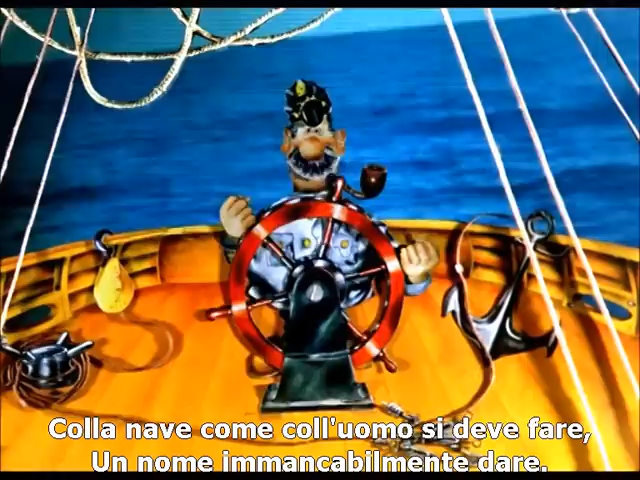 Colla nave come coll'uomo si deve fare,
Un nome immancabilmente dare.